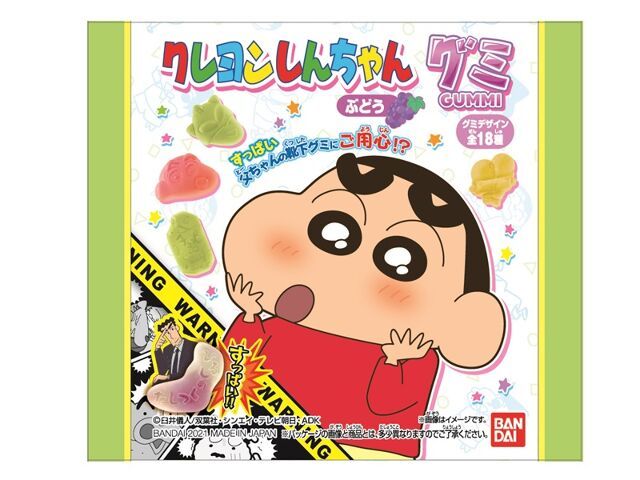 クレヨンしんちゃん
グミ
GUMMI
ぶどう
グミデザイン
全18種
すっぱい
父ちゃんの靴下グミにご用心!?
NING WARN
WARN
すっぱい!!
©臼井儀人/双葉社・シンエイ・テレビ朝日・ADK
BANDAI 2021 MADE IN JAPAN ※パッケージの画像と商品とは、多少異なりますのでご了承ください。
※画像はイメージです。
BAN
DAI